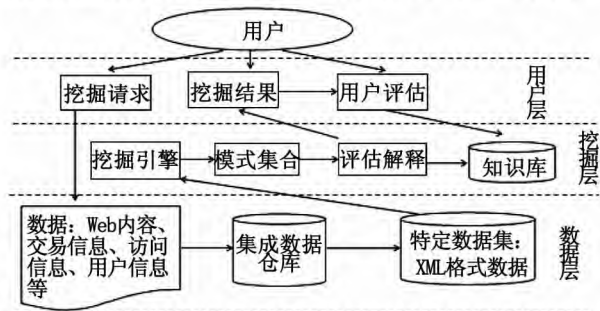 用户
挖掘请求
挖掘结果
用户评估
用户层
挖掘引擎
模式集合
评估解释
知识库
挖掘层
数据：Web内容、
交易信息、访问
信息、用户信息
等
集成数据
仓库
特定数据集：
XML格式数据
数据层